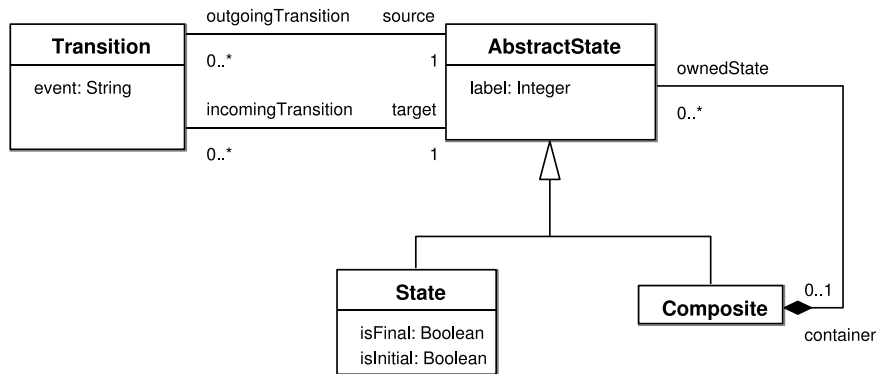 outgoingTransition source
Transition
AbstractState
0..* 1
ownedState
event: String
label: Integer
incomingTransition target
0..*
0..* 1
State
0..1
Composite
isFinal: Boolean
container
isInitial: Boolean